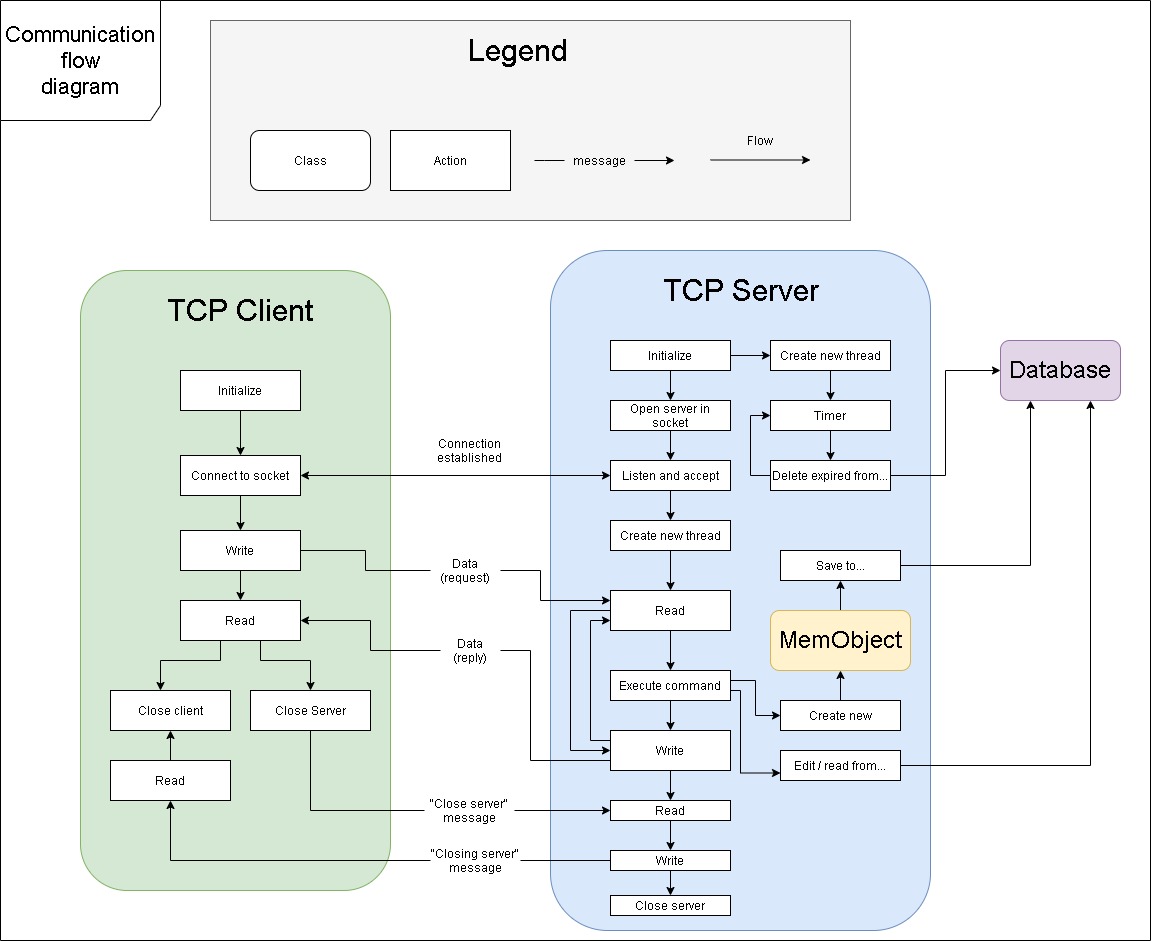 Communication
flow
diagram
Legend
Class
Action
message
Flow
TCP Client
Initialize
Connect to socket
Write
Read
Close client
Close Server
Read
Connection
established
Data
(request)
Data
(reply)
"Close server"
message
"Closing server"
message
TCP Server
Initialize
Create new thread
Open server in
socket
Timer
Listen and accept
Delete expired from...
Create new thread
Save to...
Read
MemObject
Execute command
Create new
Write
Edit / read from...
Read
Write
Close server
Database